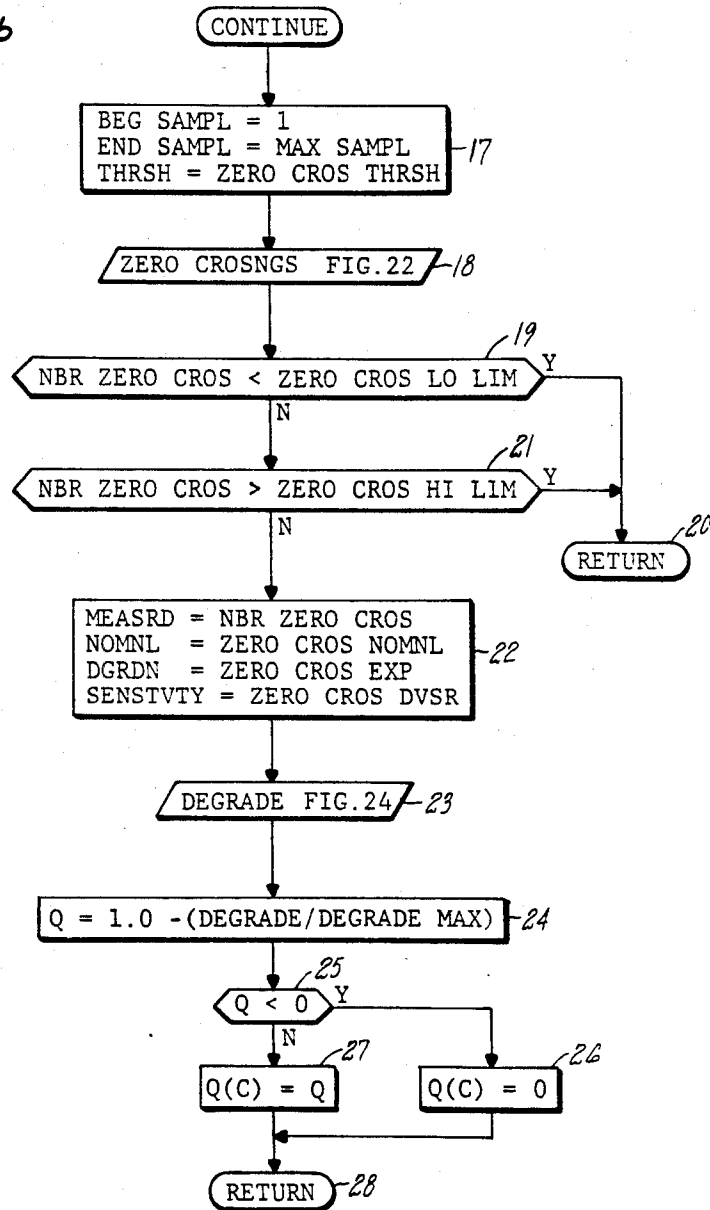 CONTINUE
BEG SAMPL = 1
END SAMPL = MAX SAMPL
THRSH = ZERO CROS THRSH
17
ZERO CROSNGS FIG.22
18
19
NBR ZERO CROS < ZERO CROS LO LIM
Y
N
21
NBR ZERO CROS > ZERO CROS HI LIM
Y
N
20
RETURN
MEASRD = NBR ZERO CROS
NOMNL = ZERO CROS NOMNL
DGRDN = ZERO CROS EXP
SENSTVTY = ZERO CROS DVSR
22
DEGRADE FIG.24
23
Q = 1.0 -(DEGRADE/DEGRADE MAX)
24
25
Q < 0
Y
N
27
Q(C) = Q
26
Q(C) = 0
RETURN
28